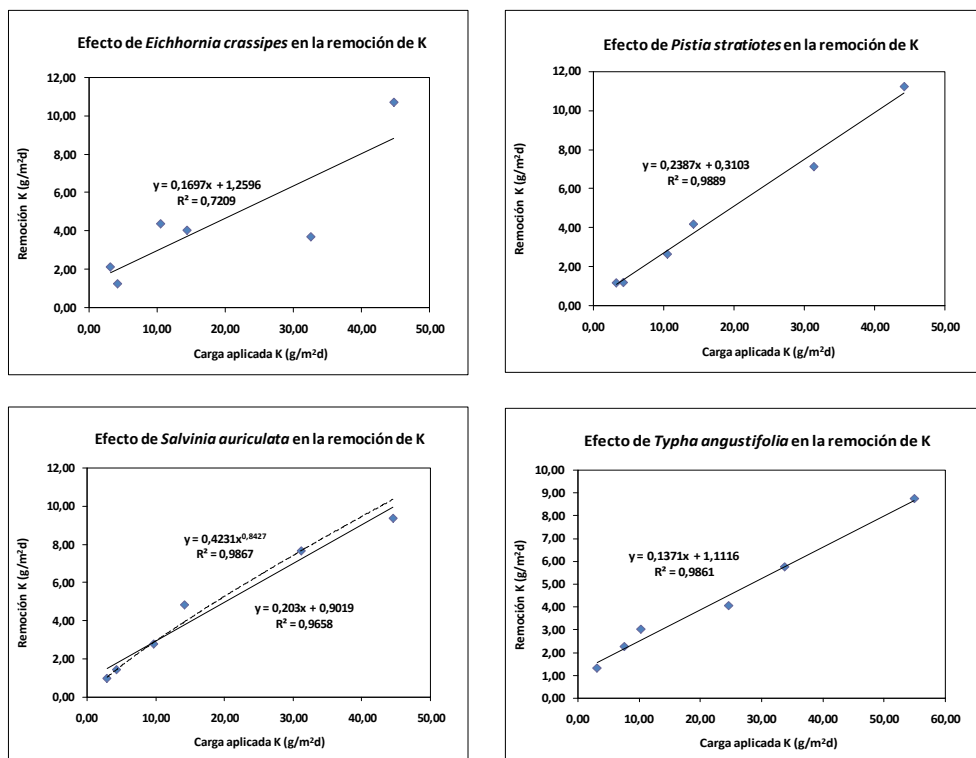 Efecto de Eichhornia crassipes en la remoción de K
12,00
10,00
8,00
6,00
4,00
2,00
0,00
Remoción K (g/m²d)
y = 0,1697x + 1,2596
R² = 0,7209
0,00 10,00 20,00 30,00 40,00 50,00
Carga aplicada K (g/m²d)
Efecto de Pistia stratiotes en la remoción de K
12,00
10,00
8,00
6,00
4,00
2,00
0,00
Remoción K (g/m²d)
y = 0,2387x + 0,3103
R² = 0,9889
0,00 10,00 20,00 30,00 40,00 50,00
Carga aplicada K (g/m²d)
Efecto de Salvinia auriculata en la remoción de K
12,00
10,00
8,00
6,00
4,00
2,00
0,00
Remoción K (g/m²d)
y = 0,4231x^0,8427
R² = 0,9867
y = 0,203x + 0,9019
R² = 0,9658
0,00 10,00 20,00 30,00 40,00 50,00
Carga aplicada K (g/m²d)
Efecto de Typha angustifolia en la remoción de K
10,00
9,00
8,00
7,00
6,00
5,00
4,00
3,00
2,00
1,00
0,00
Remoción K (g/m²d)
y = 0,1371x + 1,1116
R² = 0,9861
0,00 10,00 20,00 30,00 40,00 50,00 60,00
Carga aplicada K (g/m²d)